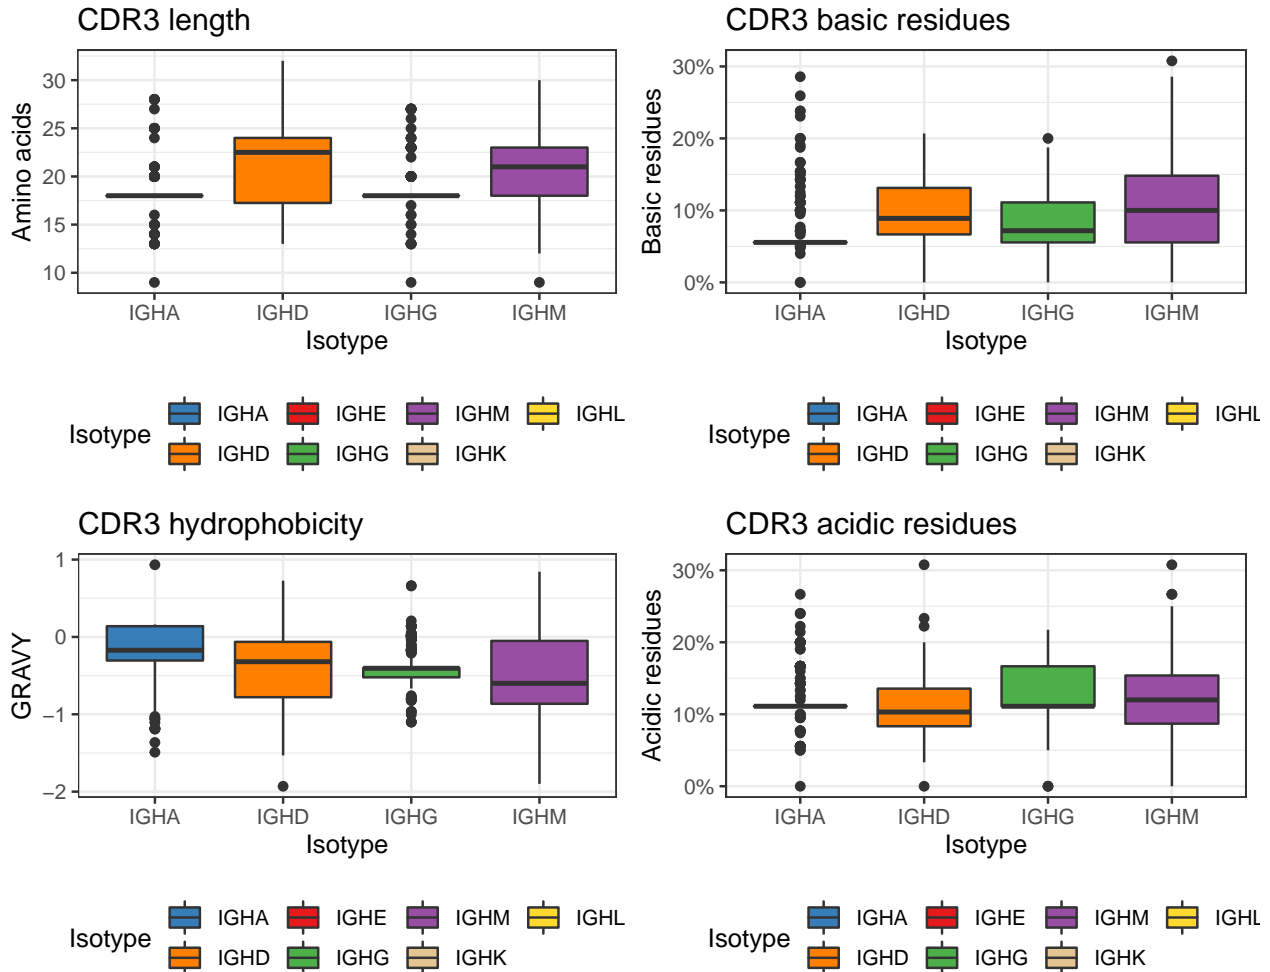 CDR3 length
Amino acids
30
25
20
15
10
IGHA IGHD IGHG IGHM
Isotype
Isotype
IGHA IGHE IGHM IGHL
IGHD IGHG IGHK
CDR3 basic residues
Basic residues
30%
20%
10%
0%
IGHA IGHD IGHG IGHM
Isotype
Isotype
IGHA IGHE IGHM IGHL
IGHD IGHG IGHK
CDR3 hydrophobicity
GRAVY
1
0
−1
−2
IGHA IGHD IGHG IGHM
Isotype
Isotype
IGHA IGHE IGHM IGHL
IGHD IGHG IGHK
CDR3 acidic residues
Acidic residues
30%
20%
10%
0%
IGHA IGHD IGHG IGHM
Isotype
Isotype
IGHA IGHE IGHM IGHL
IGHD IGHG IGHK